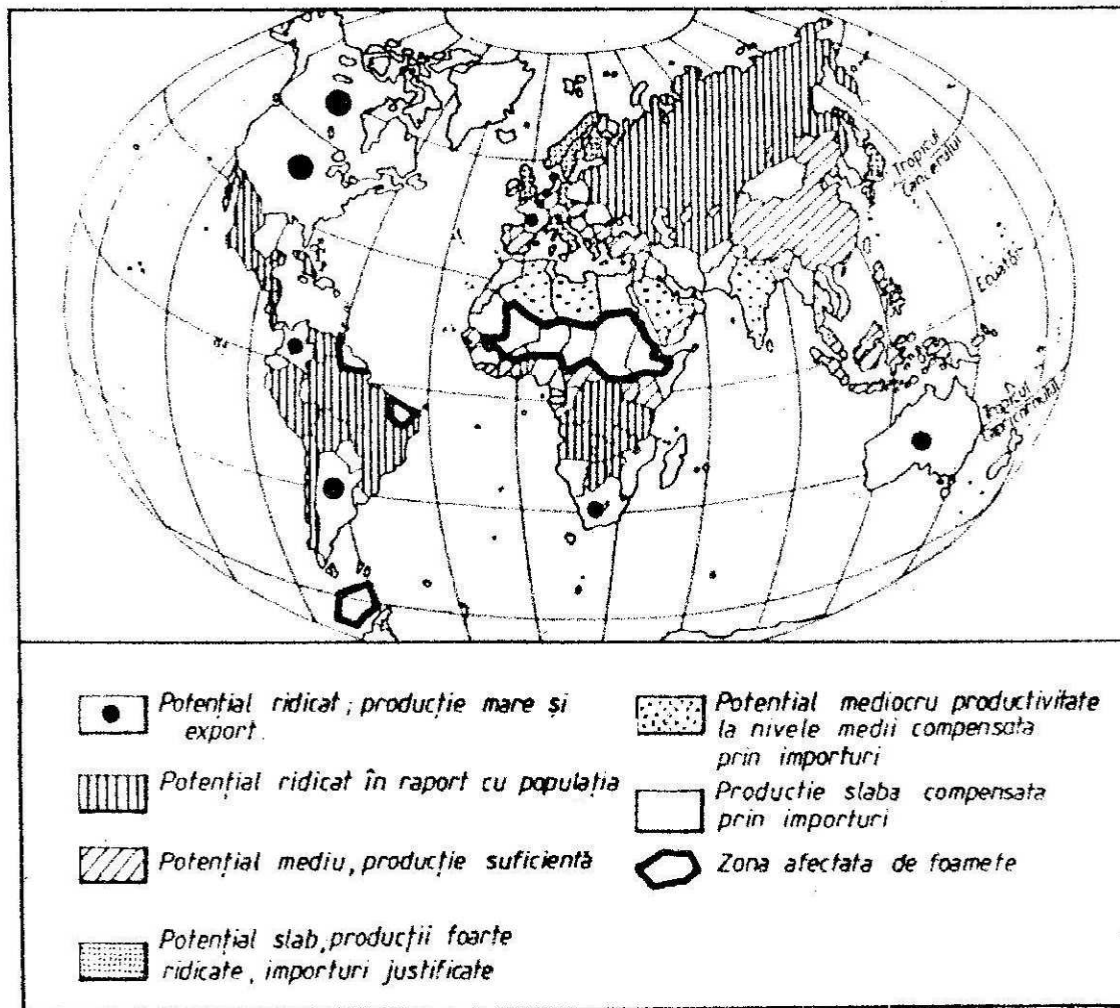 Tropicul
Cancerului
Ecuator
Tropicul
Capricornului
Potențial ridicat; producție mare și
export.
Potențial ridicat în raport cu populația
Potențial mediu, producție suficientă
Potențial slab, producții foarte
ridicate, importuri justificate
Potential mediocru productivitate
la nivele medii compensata
prin importuri
Productie slaba compensata
prin importuri
Zona afectata de foamete